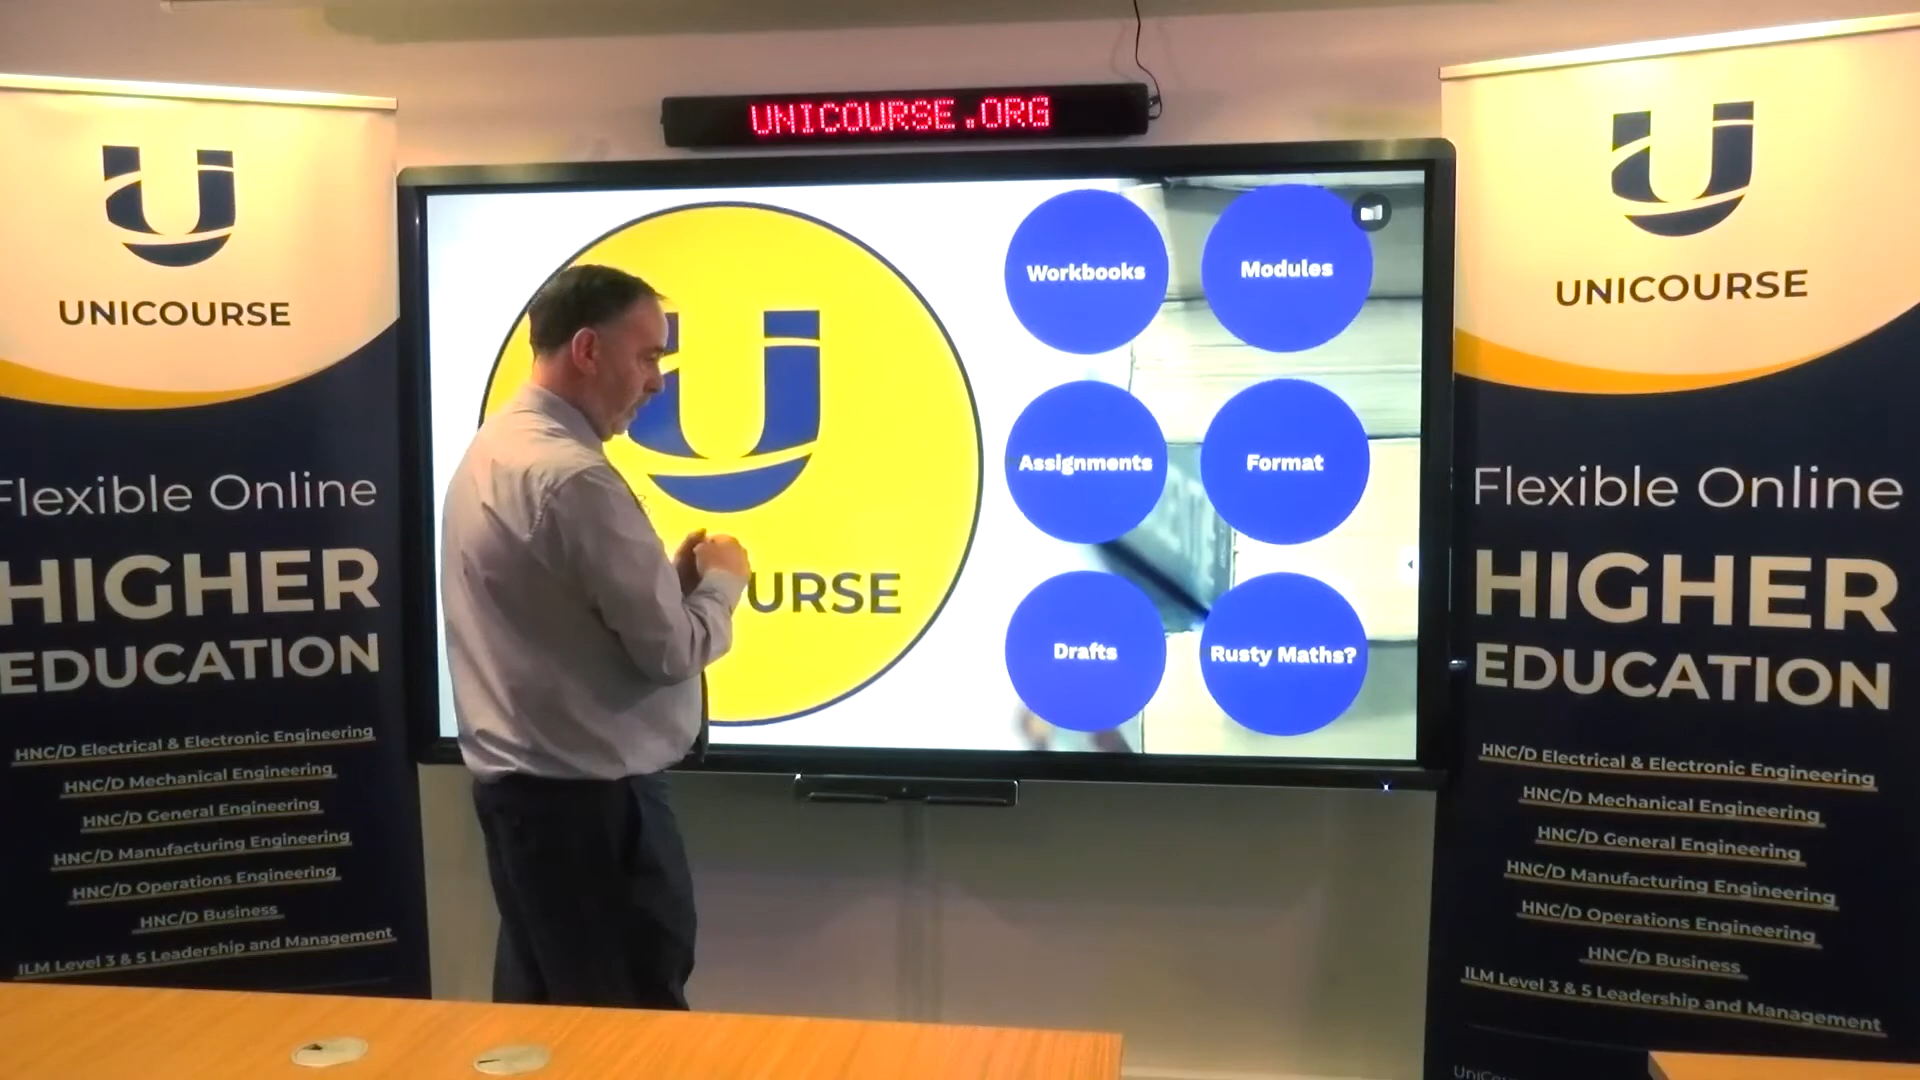 UNICOURSE.ORG
UNICOURSE
Flexible Online
HIGHER
EDUCATION
HNC/D Electrical & Electronic Engineering
HNC/D Mechanical Engineering
HNC/D General Engineering
HNC/D Manufacturing Engineering
HNC/D Operations Engineering
HNC/D Business
ILM Level 3 & 5 Leadership and Management
URSE
Workbooks
Modules
Assignments
Format
Drafts
Rusty Maths?
UNICOURSE
Flexible Online
HIGHER
EDUCATION
HNC/D Electrical & Electronic Engineering
HNC/D Mechanical Engineering
HNC/D General Engineering
HNC/D Manufacturing Engineering
HNC/D Operations Engineering
HNC/D Business
ILM Level 3 & 5 Leadership and Management